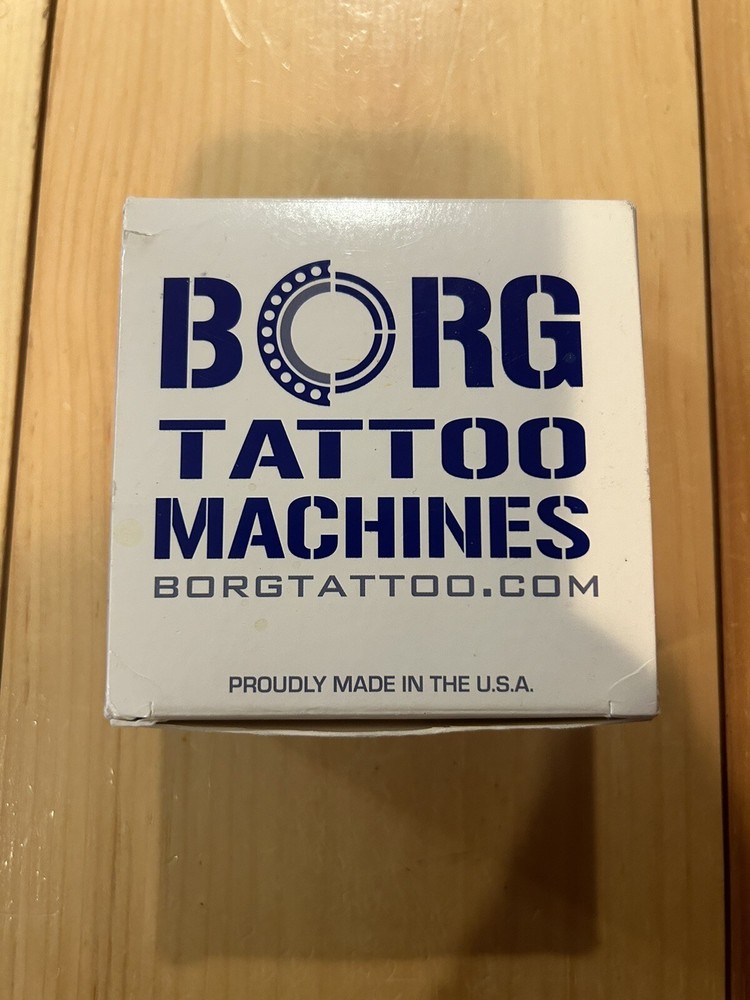 BORG
TATTOO
MACHINES
BORGTATTOO.COM
PROUDLY MADE IN THE U.S.A.